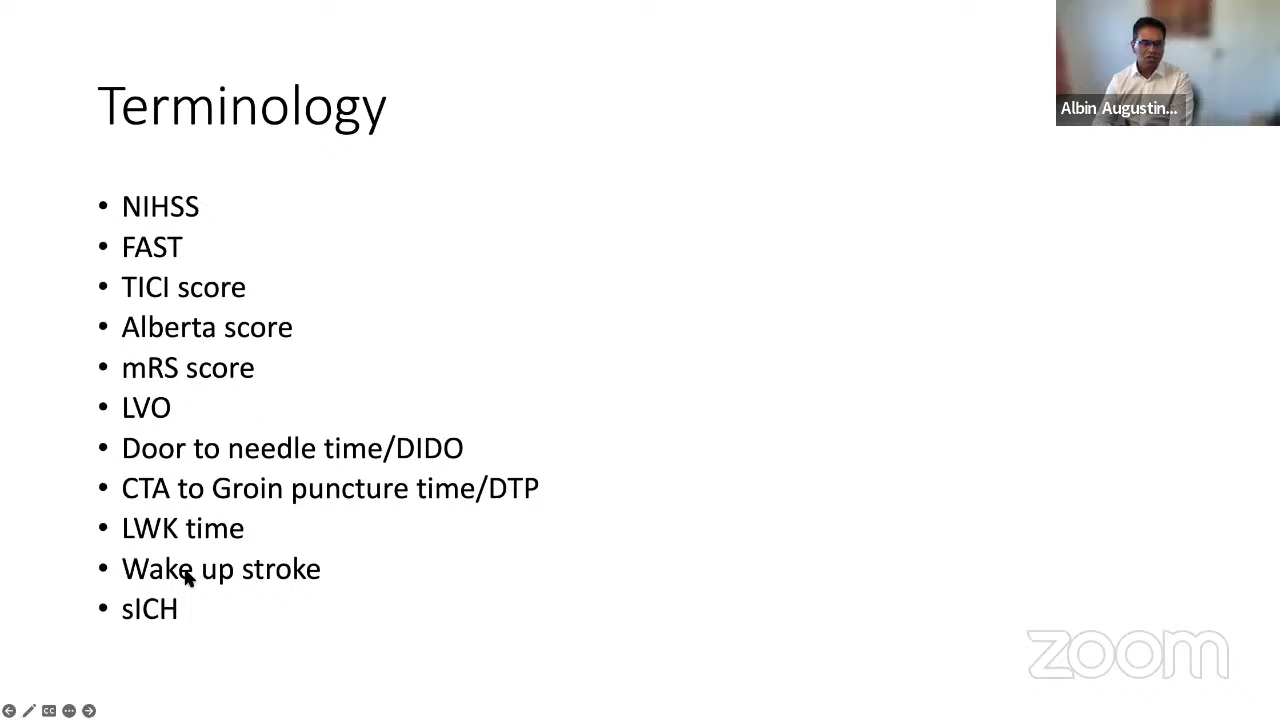 Albin Augustin...
Terminology
• NIHSS
• FAST
• TICI score
• Alberta score
• mRS score
• LVO
• Door to needle time/DIDO
• CTA to Groin puncture time/DTP
• LWK time
• Wake up stroke
• sICH
zoom
CC